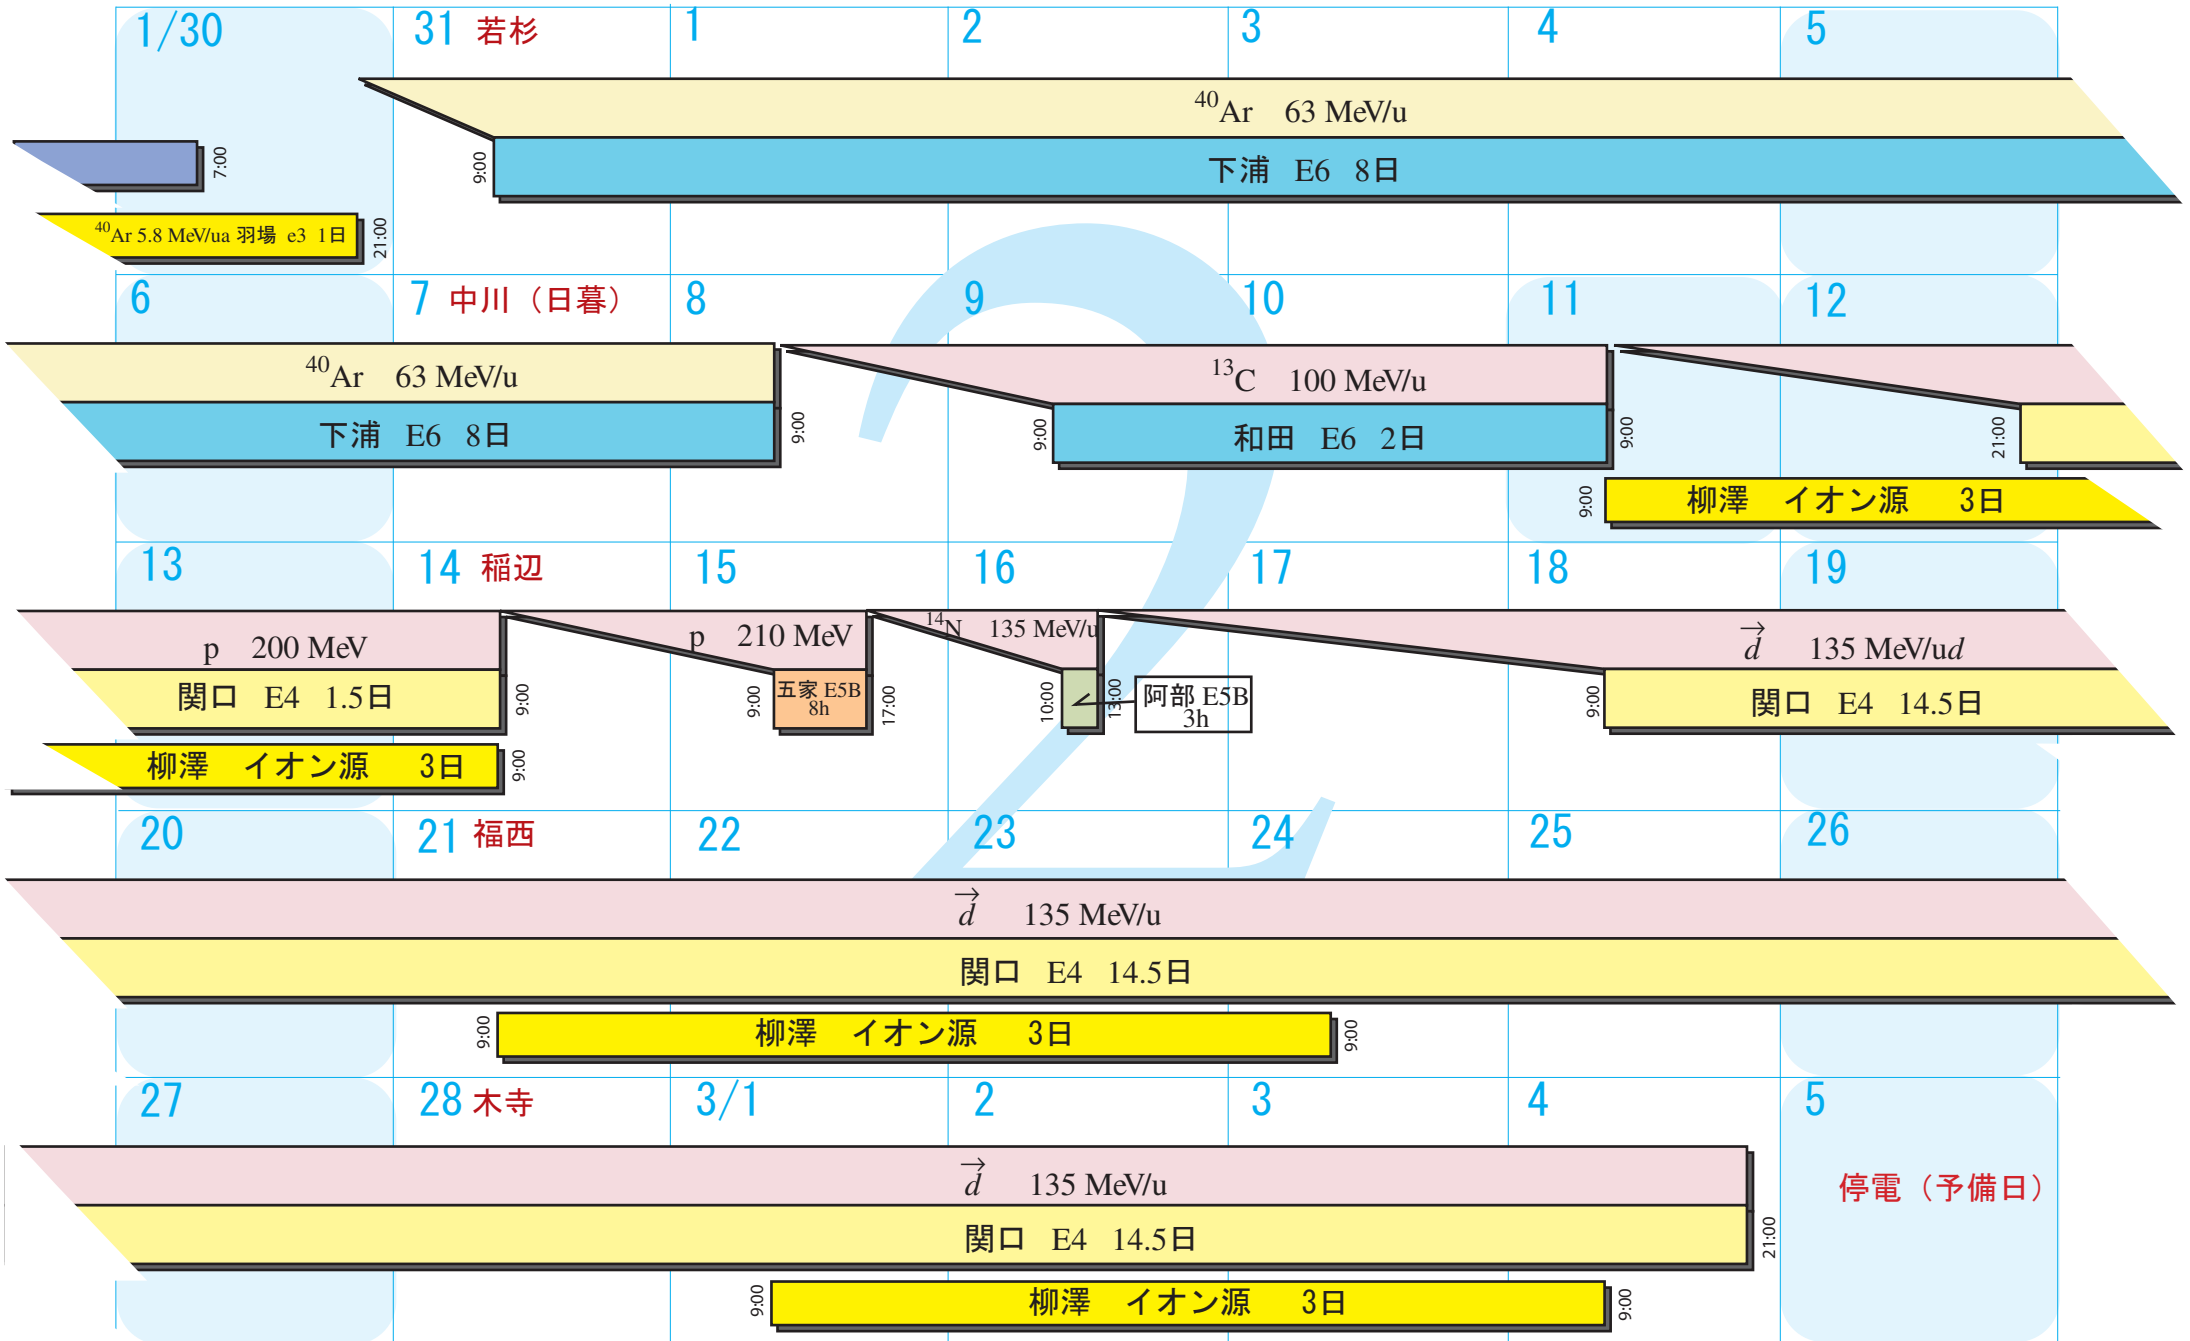 1/30
31 若杉
1
2
3
4
5
⁴⁰Ar 63 MeV/u
下浦 E6 8日
9:00
7:00
⁴⁰Ar 5.8 MeV/ua 羽場 e3 1日
21:00
6
7 中川（日暮）
8
9
10
11
12
⁴⁰Ar 63 MeV/u
下浦 E6 8日
9:00
¹³C 100 MeV/u
9:00
和田 E6 2日
9:00
21:00
9:00
柳澤 イオン源 3日
13
14 稲辺
15
16
17
18
19
p 200 MeV
関口 E4 1.5日
9:00
p 210 MeV
9:00
五家 E5B
8h
17:00
¹⁴N 135 MeV/u
10:00
13:00
阿部 E5B
3h
d→ 135 MeV/ud
9:00
関口 E4 14.5日
柳澤 イオン源 3日
9:00
20
21 福西
22
23
24
25
26
d→ 135 MeV/u
関口 E4 14.5日
9:00
柳澤 イオン源 3日
9:00
27
28 木寺
3/1
2
3
4
5
d→ 135 MeV/u
関口 E4 14.5日
21:00
停電（予備日）
9:00
柳澤 イオン源 3日
9:00
2